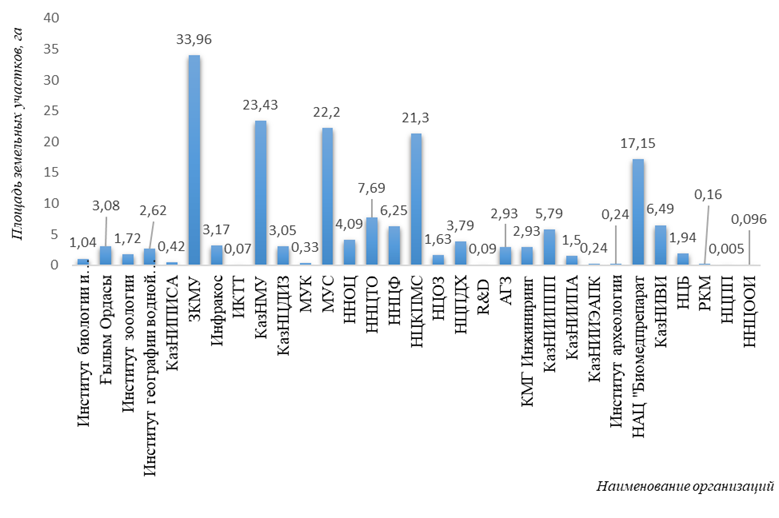 Площадь земельных участков, га
40
35
30
25
20
15
10
5
0
1,04
3,08
1,72
2,62
0,42
33,96
3,17
0,07
23,43
3,05
0,33
22,2
4,09
7,69
6,25
21,3
1,63
3,79
0,09
2,93
2,93
5,79
1,5
0,24
0,24
17,15
6,49
1,94
0,16
0,005
0,096
Институт биологии и…
Ғылым Ордасы
Институт зоологии
Институт географии водной…
КазНИПИСА
ЗКМУ
Инфракос
ИКТТ
КазНМУ
КазНЦДИЗ
МУК
МУС
ННОЦ
ННЦТО
ННЦФ
НЦКПМС
НЦОЗ
НЦПДХ
R&D
АГЗ
КМГ Инжиниринг
КазНИИППП
КазНИИПА
КазНИИЭАПК
Институт археологии
НАЦ "Биомедпрепарат
КазНИВИ
НЦБ
РКМ
НЦПП
ННЦООИ
Наименование организаций